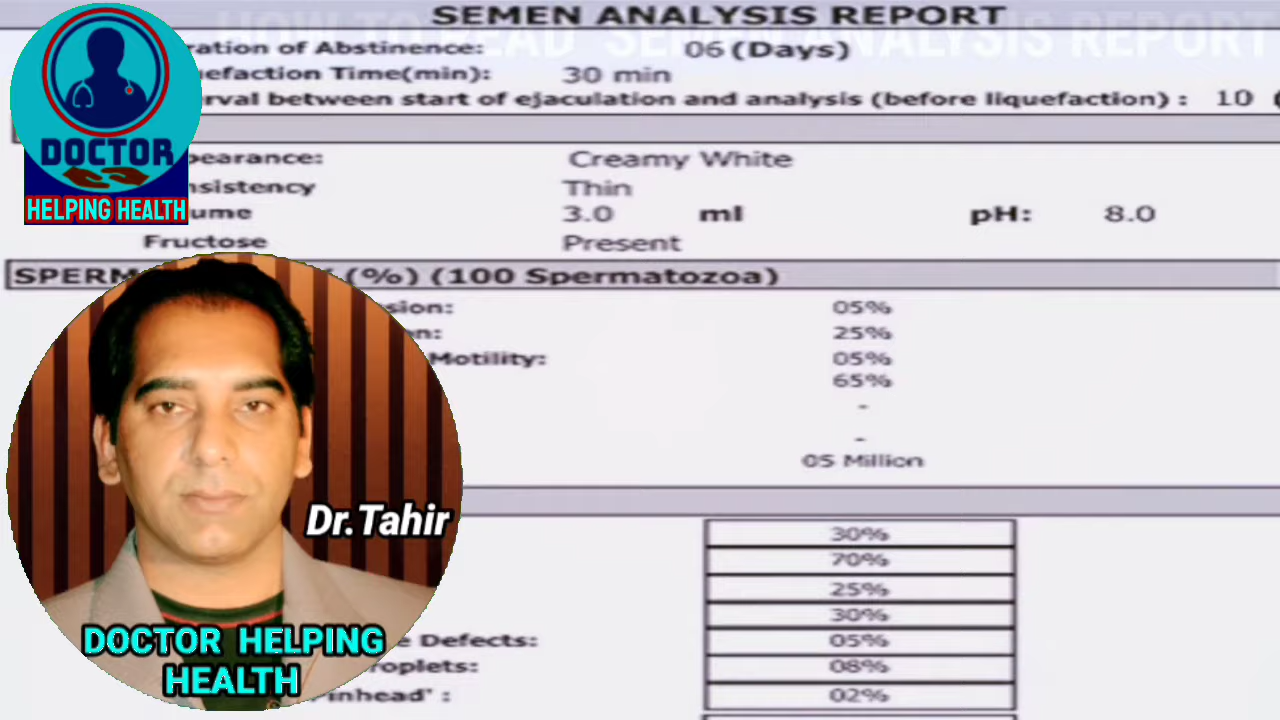 SEMEN ANALYSIS REPORT
HOW TO READ SEMEN ANALYSIS REPORT
ration of Abstinence: 06 (Days)
uefaction Time(min): 30 min
rval between start of ejaculation and analysis (before liquefaction) : 10 (
pearance: Creamy White
nsistency Thin
ume 3.0 ml pH: 8.0
Fructose Present
SPERM (%) (100 Spermatozoa)
sion: 05%
n: 25%
Motility: 05%
65%
-
-
05 Million
30%
70%
25%
30%
e Defects: 05%
roplets: 08%
inhead' : 02%
DOCTOR
HELPING HEALTH
Dr.Tahir
DOCTOR HELPING
HEALTH